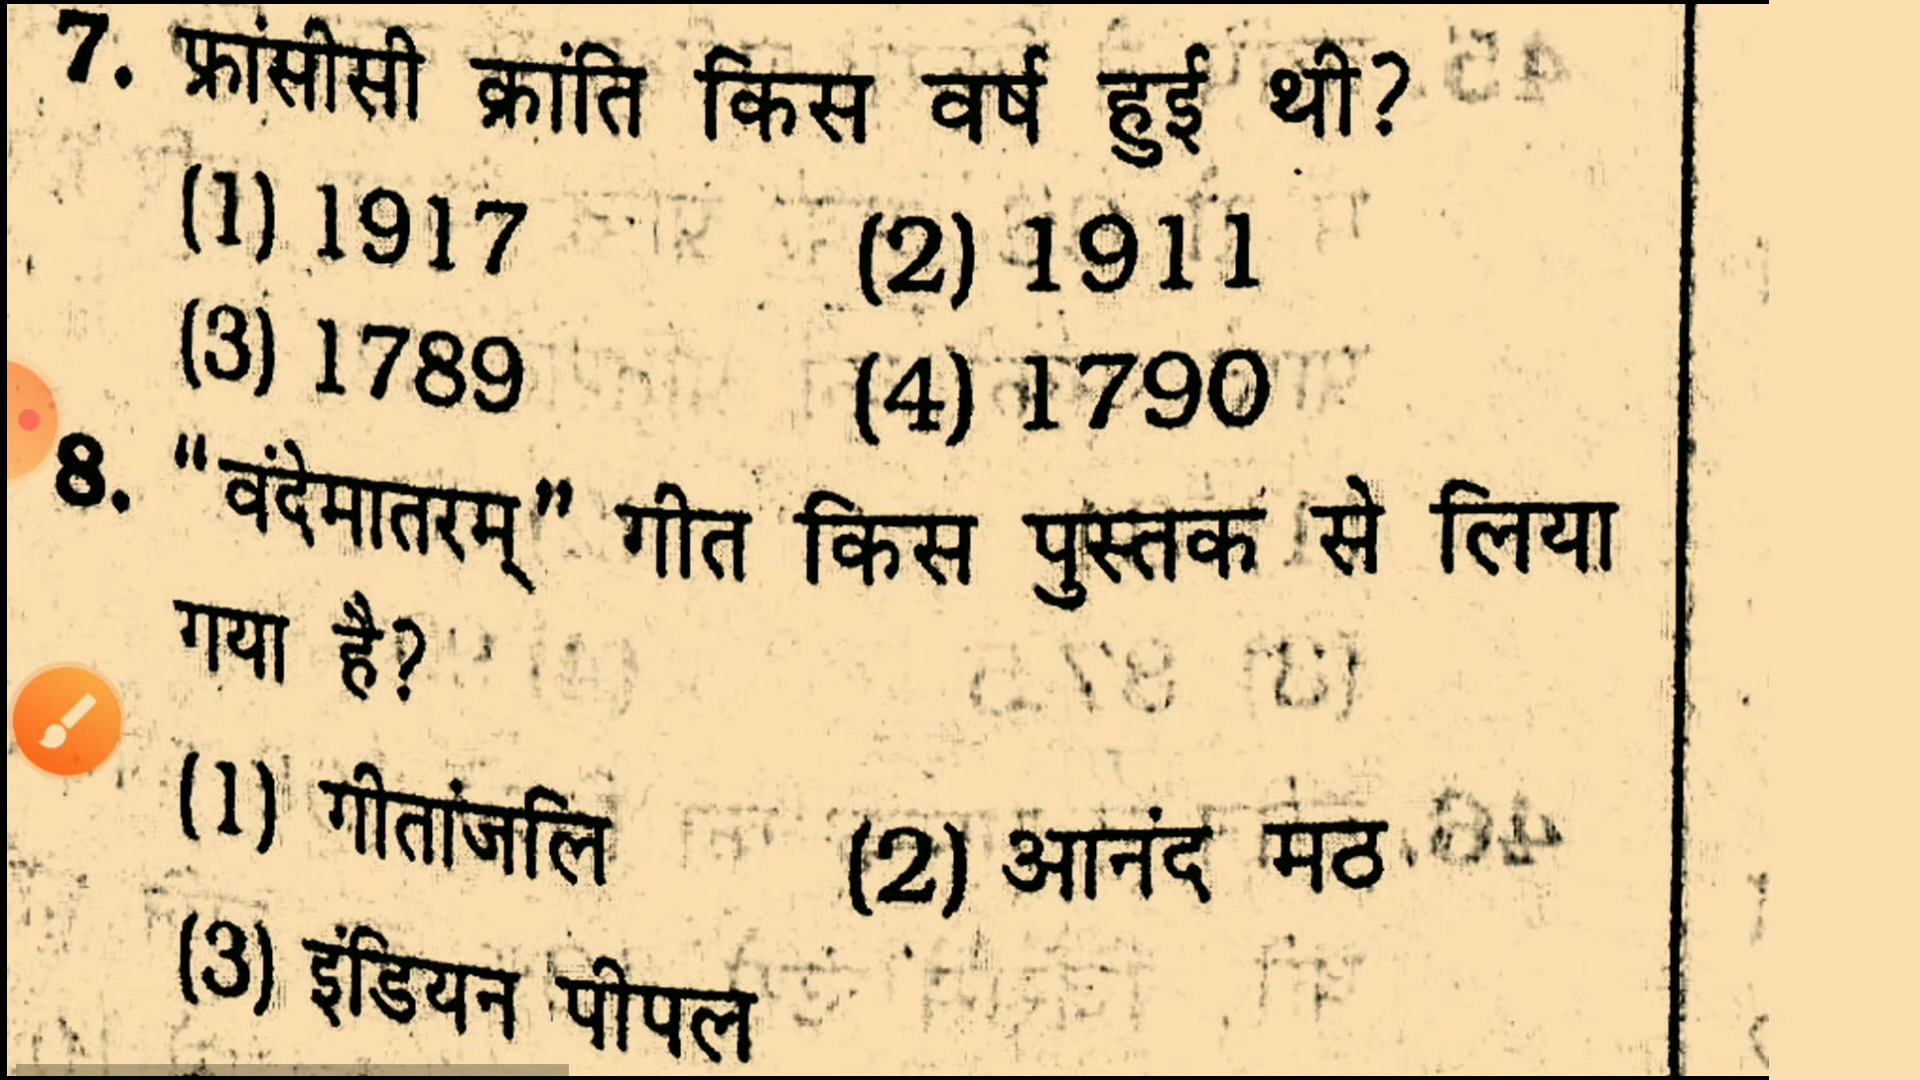 7. फ्रांसीसी क्रांति किस वर्ष हुई थी?
(1) 1917 (2) 1911
(3) 1789 (4) 1790
8. “वंदेमातरम्” गीत किस पुस्तक से लिया
गया है?
(1) गीतांजलि (2) आनंद मठ
(3) इंडियन पीपल